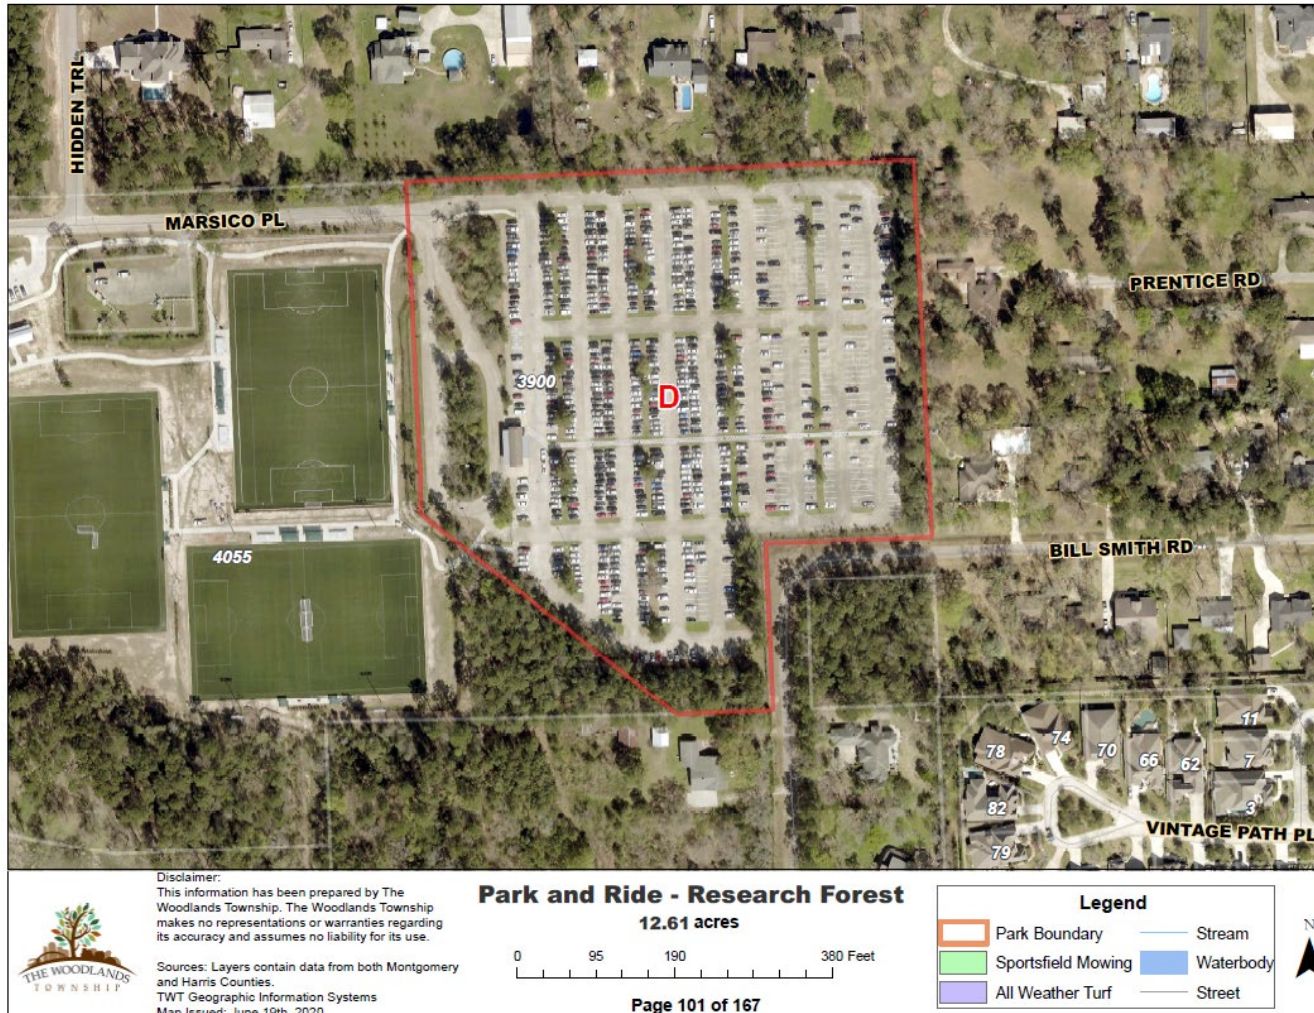 HIDDEN TRL
MARSICO PL
PRENTICE RD
3900
D
BILL SMITH RD
4055
11
74
78
70
66
62
7
82
3
VINTAGE PATH PL
79
Disclaimer:
This information has been prepared by The
Woodlands Township. The Woodlands Township
makes no representations or warranties regarding
its accuracy and assumes no liability for its use.
Sources: Layers contain data from both Montgomery
and Harris Counties.
TWT Geographic Information Systems
Map Issued: June 19th, 2020
THE WOODLANDS
TOWNSHIP
Park and Ride - Research Forest
12.61 acres
0 95 190 380 Feet
Page 101 of 167
Legend
Park Boundary
Stream
Sportsfield Mowing
Waterbody
All Weather Turf
Street
N